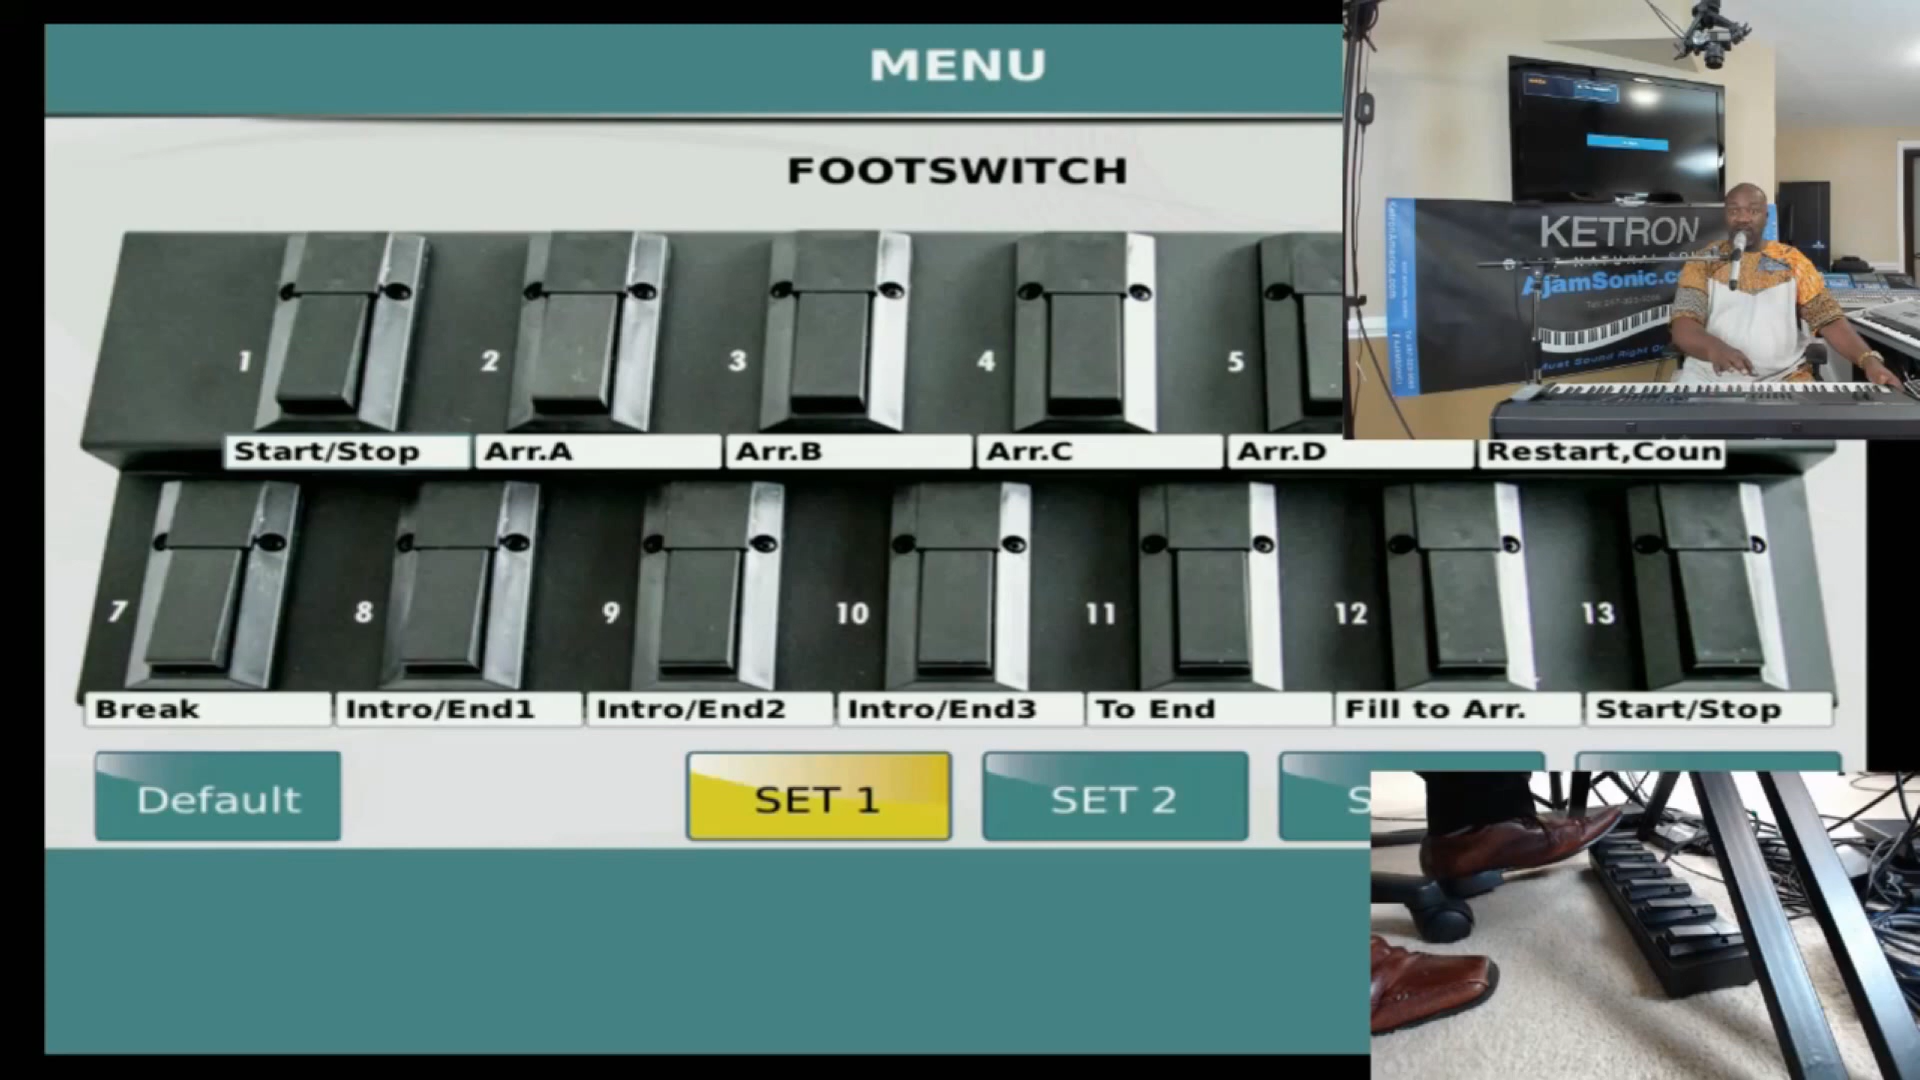 MENU
FOOTSWITCH
1
2
3
4
5
Start/Stop
Arr.A
Arr.B
Arr.C
Arr.D
Restart,Coun
7
8
9
10
11
12
13
Break
Intro/End1
Intro/End2
Intro/End3
To End
Fill to Arr.
Start/Stop
Default
SET 1
SET 2
S
KETRON
AjamSonic.c